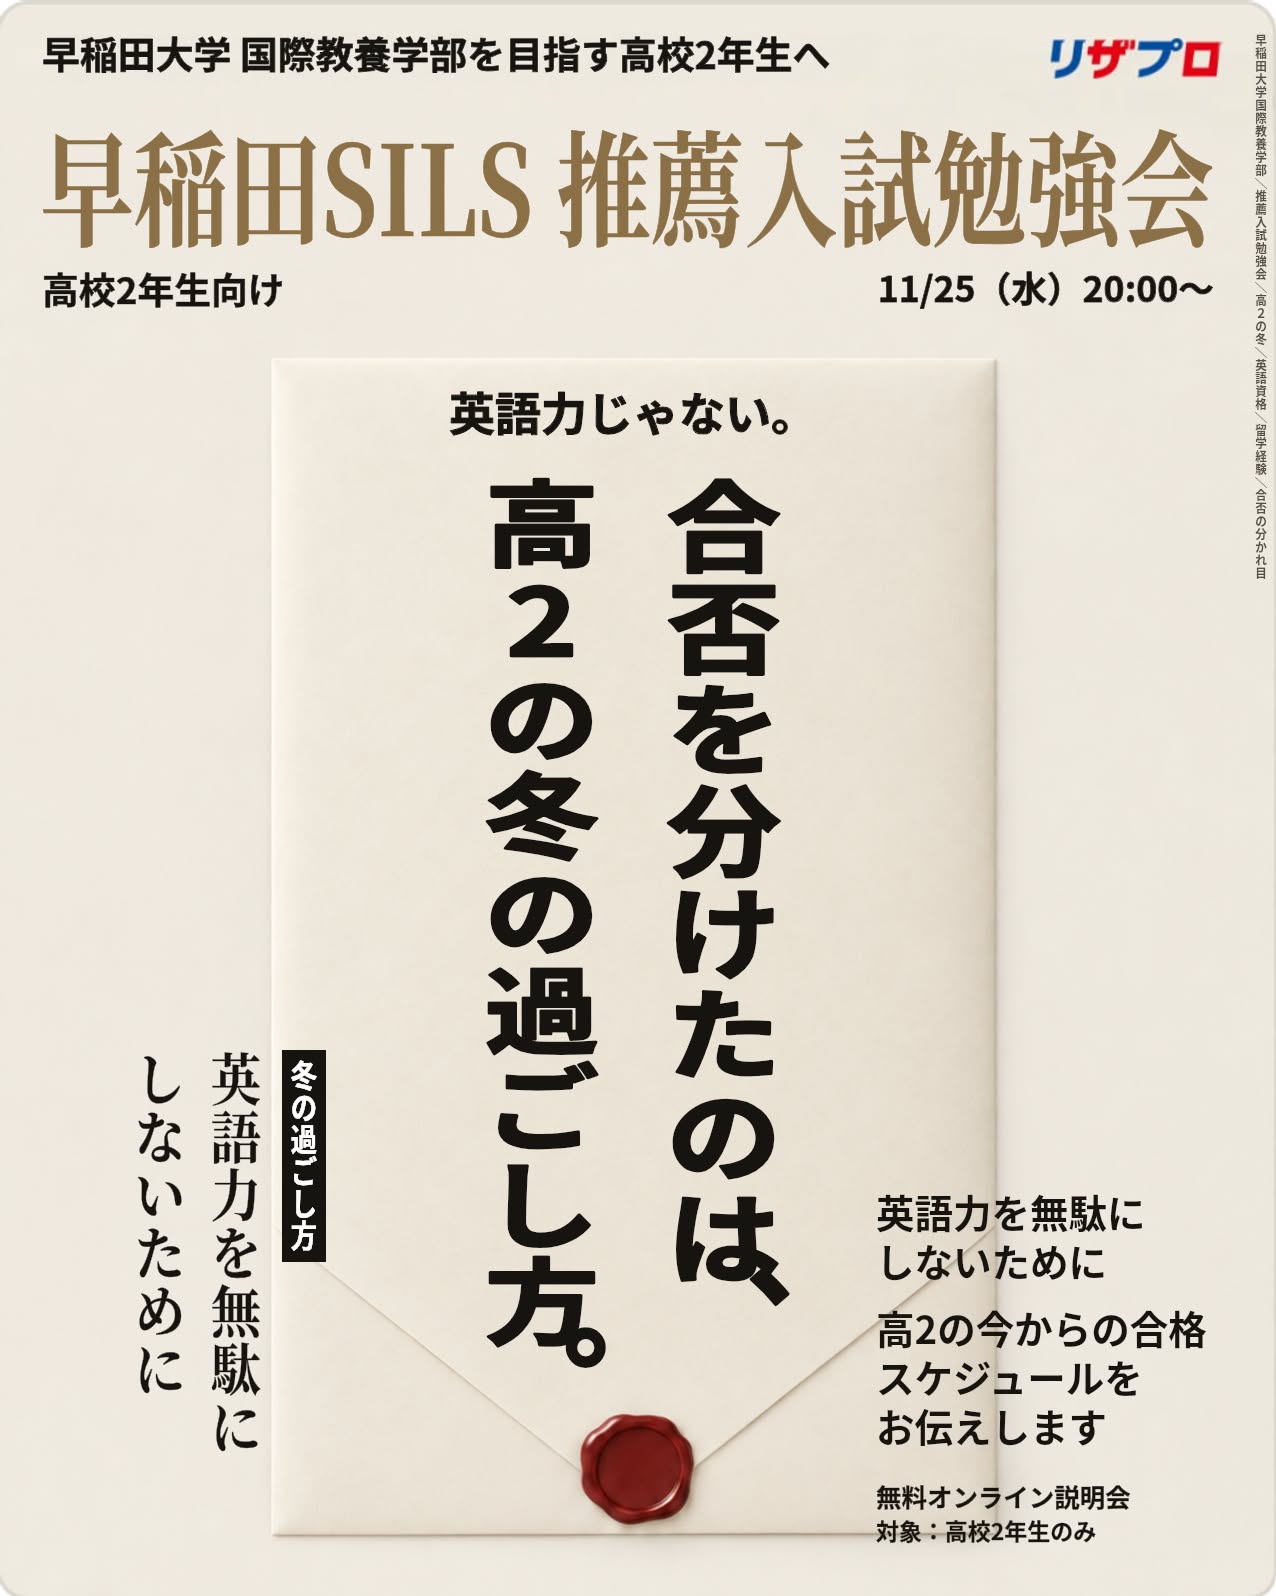 早稲田大学 国際教養学部を目指す高校2年生へ
リザプロ
早稲田SILS 推薦入試勉強会
高校2年生向け
11/25（水）20:00〜
早稲田大学国際教養学部／推薦入試勉強会／高2の冬／英語資格／留学経験／合否の分かれ目
英語力じゃない。
合否を分けたのは、
高2の冬の過ごし方。
冬の過ごし方
英語力を無駄に
しないために
英語力を無駄に
しないために
高2の今からの合格
スケジュールを
お伝えします
無料オンライン説明会
対象：高校2年生のみ